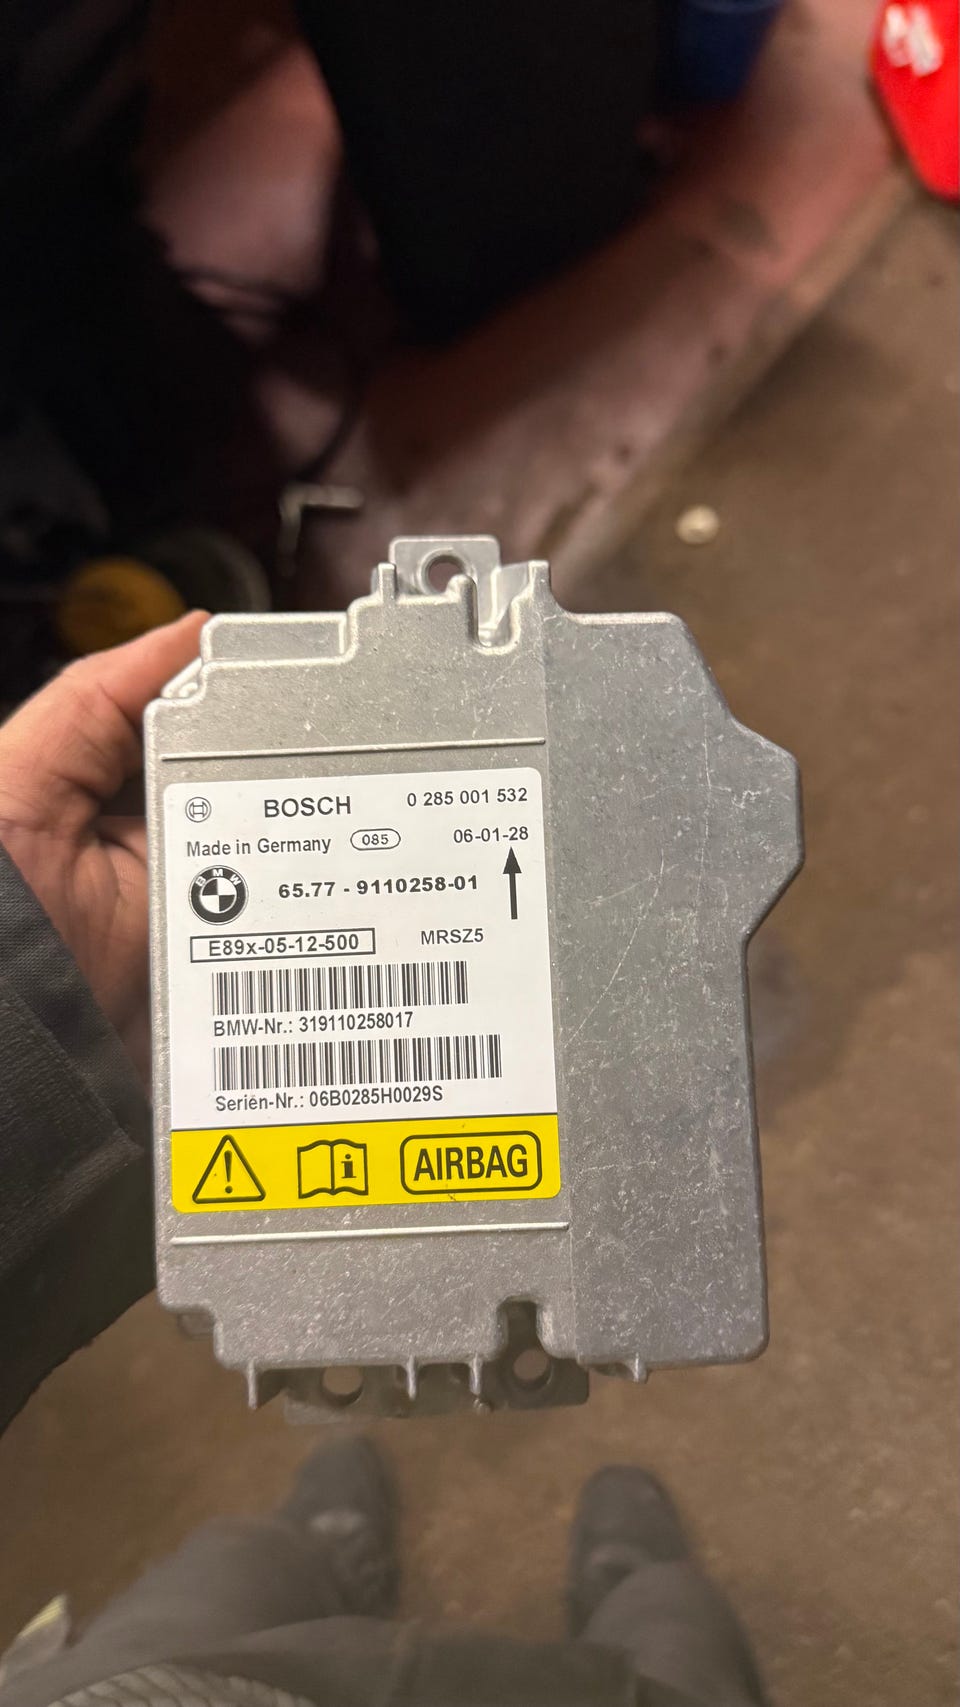 BOSCH 0 285 001 532
Made in Germany 085 06-01-28
BMW
65.77 - 9110258-01
E89x-05-12-500 MRSZ5
BMW-Nr.: 319110258017
Serien-Nr.: 06B0285H0029S
AIRBAG